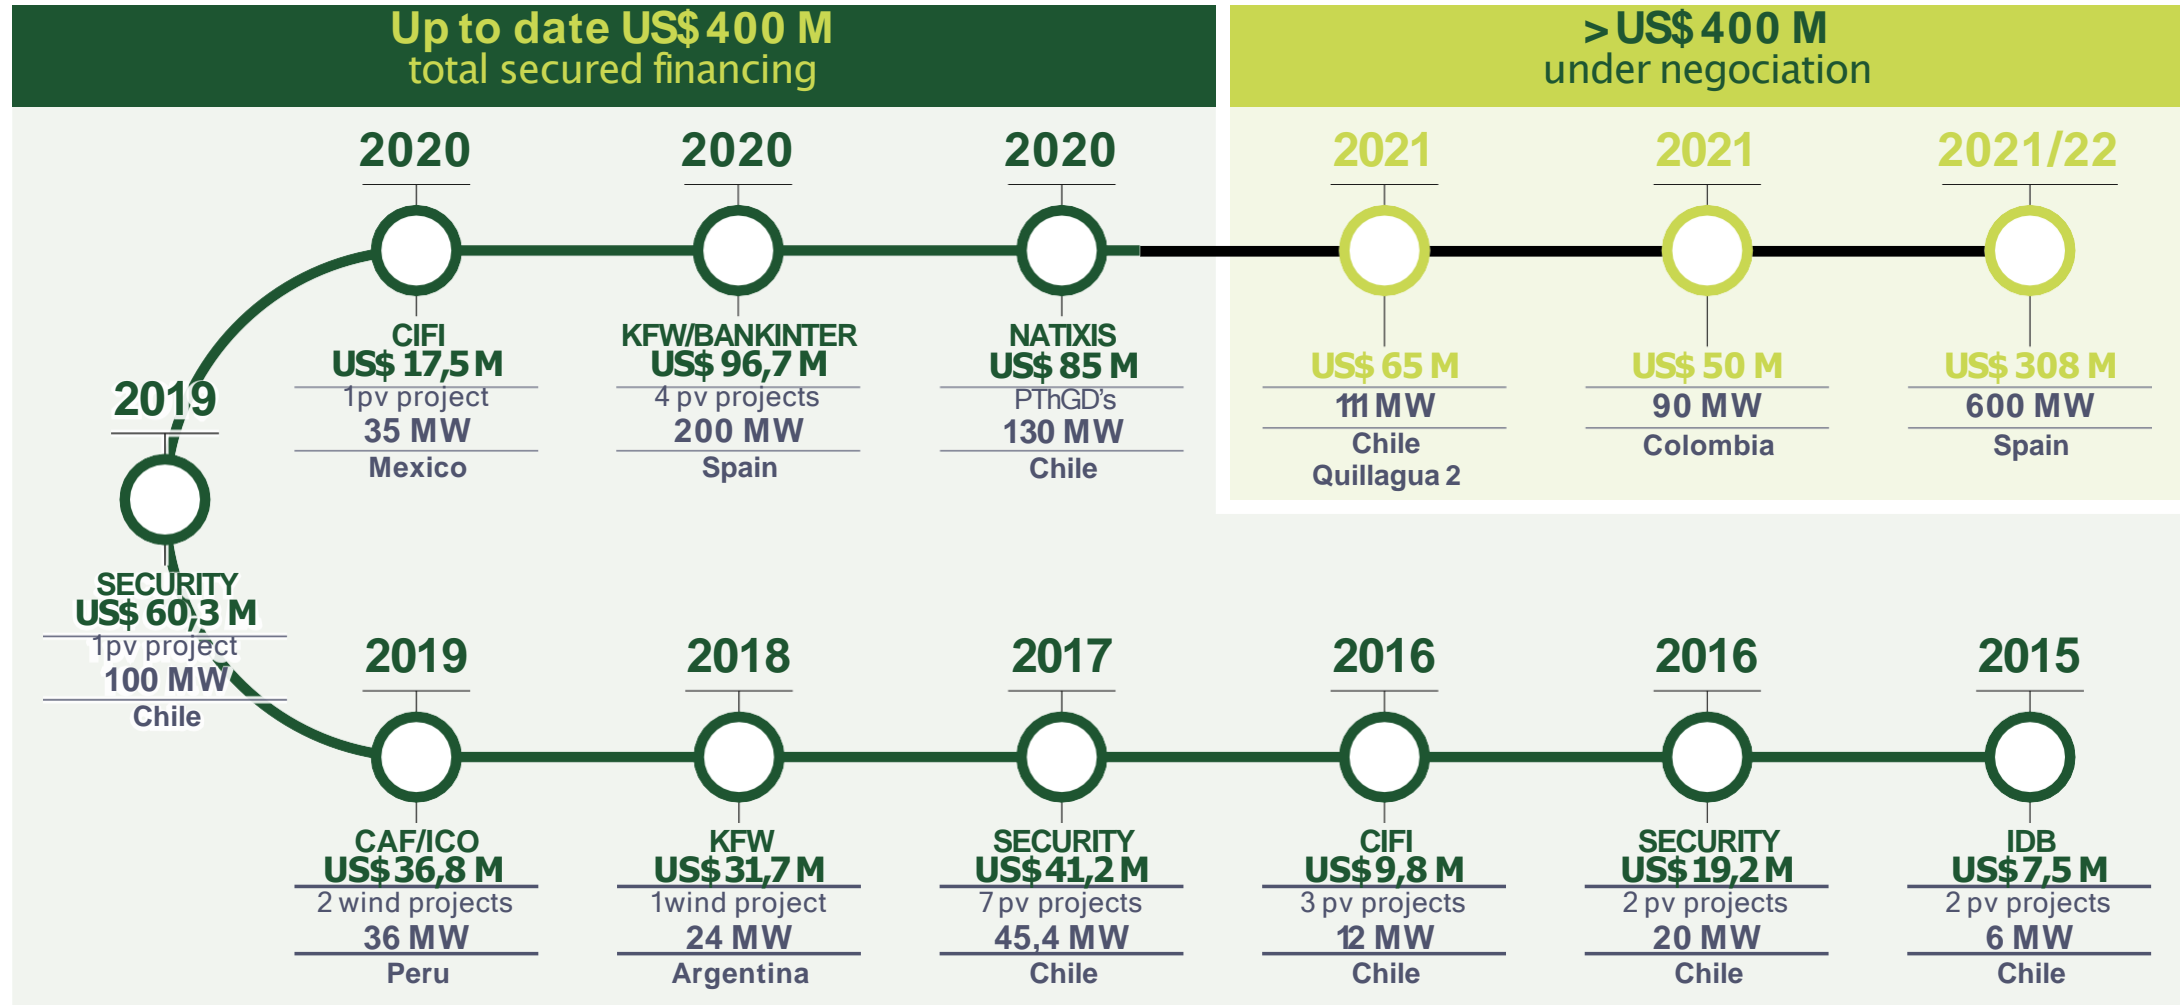 Up to date US$ 400 M
total secured financing
> US$ 400 M
under negociation
2020
CIFI
US$ 17,5 M
1pv project
35 MW
Mexico
2020
KFW/BANKINTER
US$ 96,7 M
4 pv projects
200 MW
Spain
2020
NATIXIS
US$ 85 M
PThGD's
130 MW
Chile
2021
US$ 65 M
111 MW
Chile
Quillagua 2
2021
US$ 50 M
90 MW
Colombia
2021/22
US$ 308 M
600 MW
Spain
2019
SECURITY
US$ 60,3 M
1pv project
100 MW
Chile
2019
CAF/ICO
US$ 36,8 M
2 wind projects
36 MW
Peru
2018
KFW
US$ 31,7 M
1wind project
24 MW
Argentina
2017
SECURITY
US$ 41,2 M
7 pv projects
45,4 MW
Chile
2016
CIFI
US$ 9,8 M
3 pv projects
12 MW
Chile
2016
SECURITY
US$ 19,2 M
2 pv projects
20 MW
Chile
2015
IDB
US$ 7,5 M
2 pv projects
6 MW
Chile